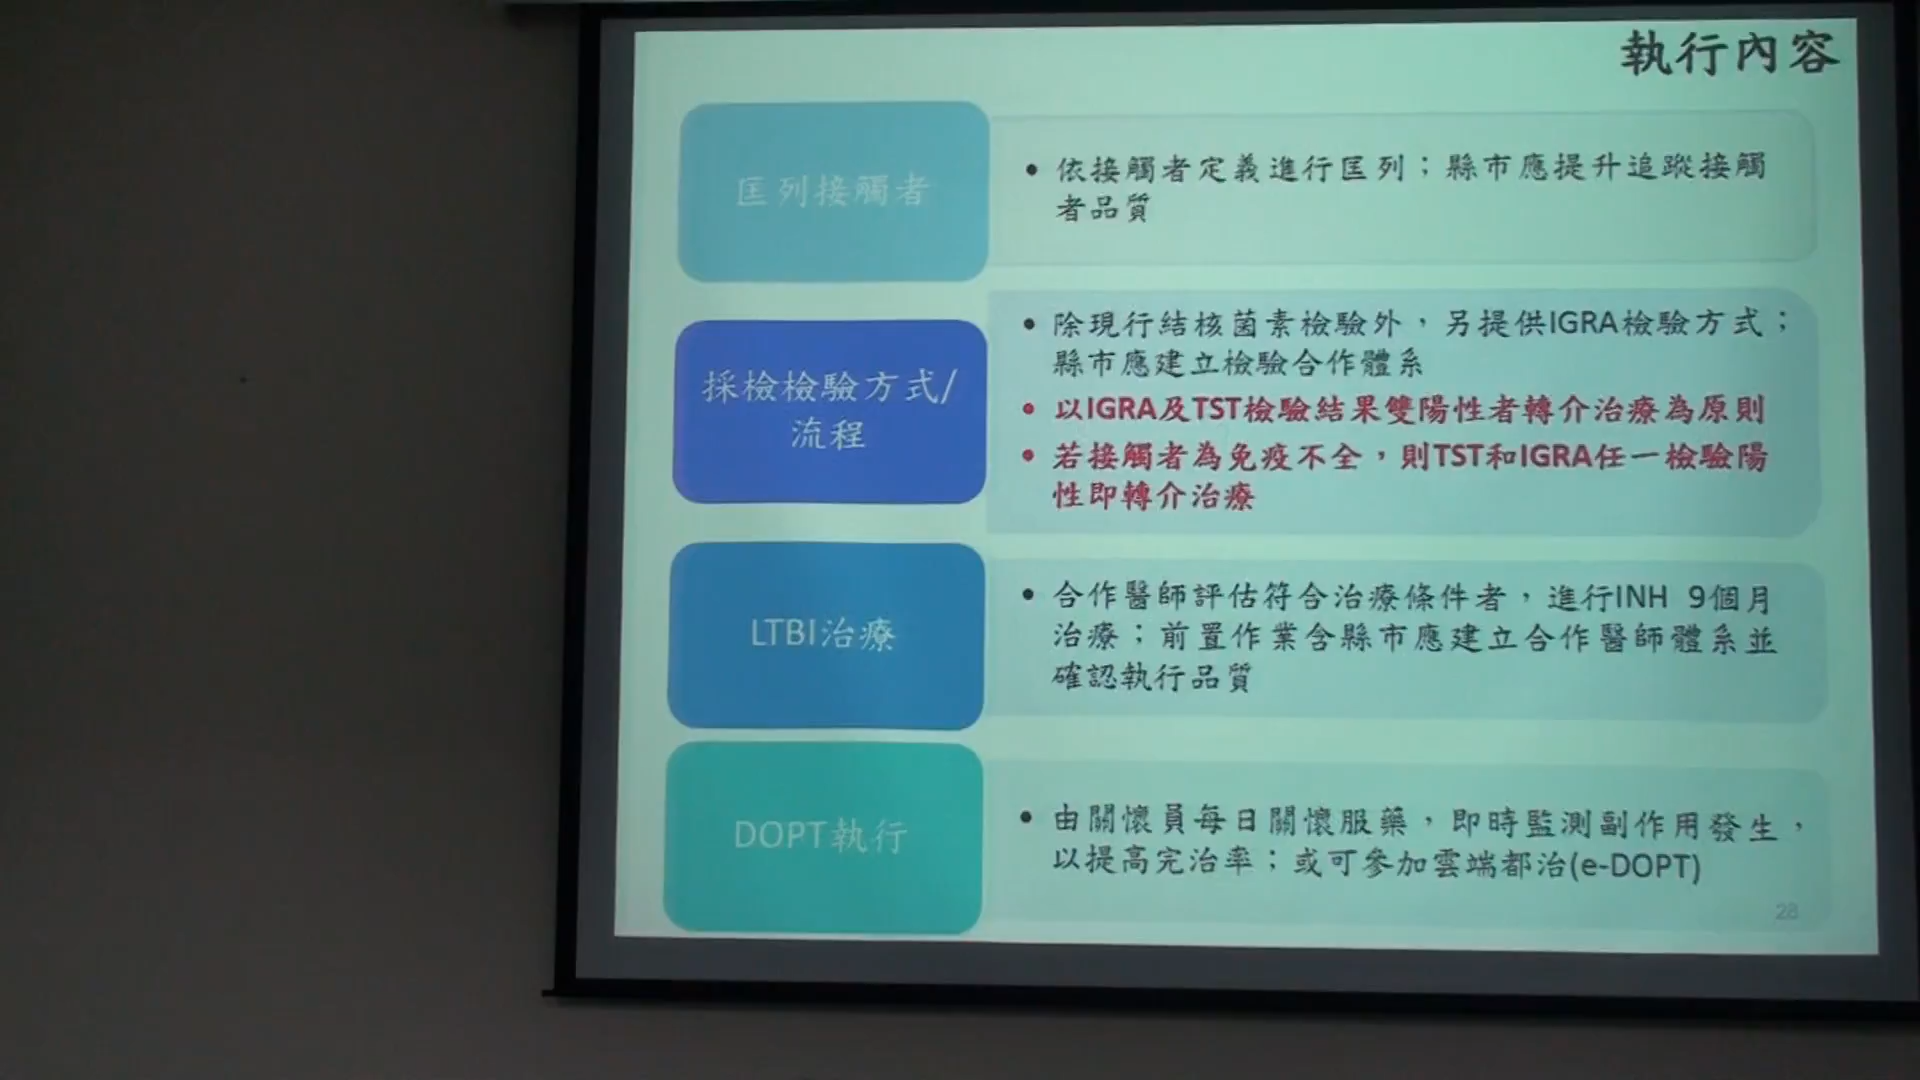 執行內容
匡列接觸者
• 依接觸者定義進行匡列；縣市應提升追蹤接觸
者品質
採檢檢驗方式/
流程
• 除現行結核菌素檢驗外，另提供IGRA檢驗方式；
縣市應建立檢驗合作體系
• 以IGRA及TST檢驗結果雙陽性者轉介治療為原則
• 若接觸者為免疫不全，則TST和IGRA任一檢驗陽
性即轉介治療
LTBI治療
• 合作醫師評估符合治療條件者，進行INH 9個月
治療；前置作業含縣市應建立合作醫師體系並
確認執行品質
DOPT執行
• 由關懷員每日關懷服藥，即時監測副作用發生，
以提高完治率；或可參加雲端都治(e-DOPT)
28